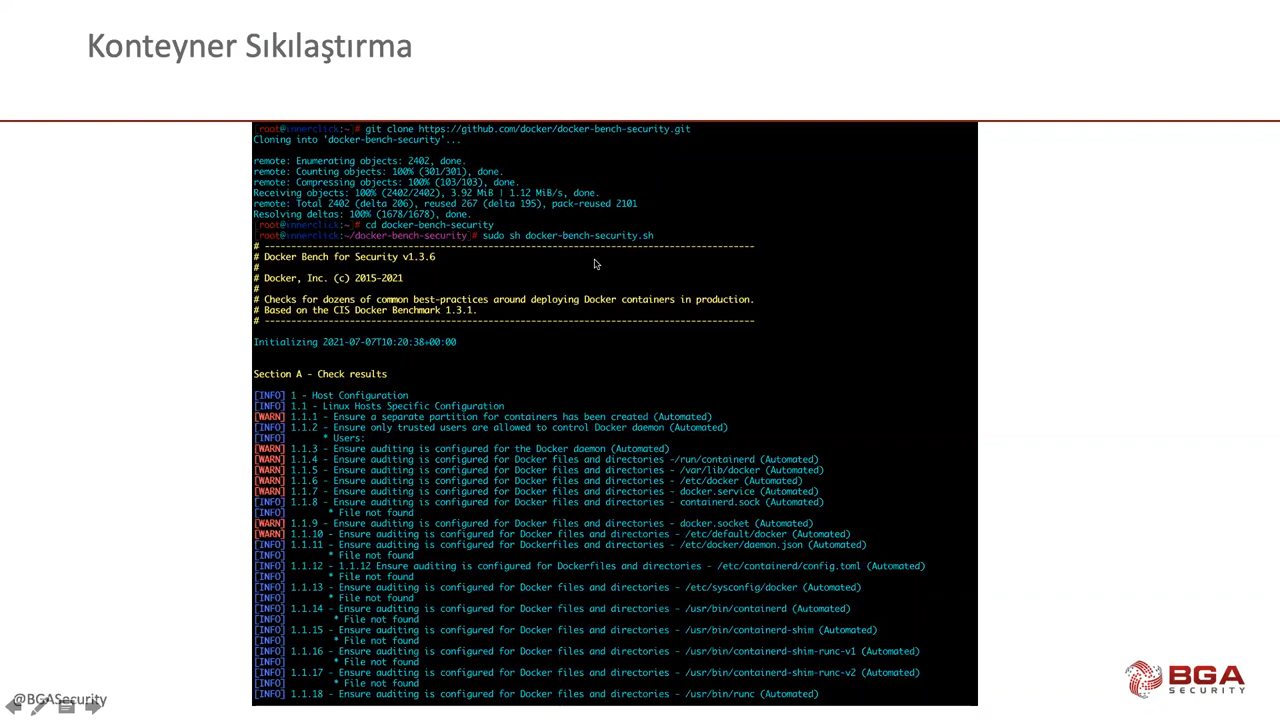 Konteyner Sıkılaştırma
[root@innerclick:~]# git clone https://github.com/docker/docker-bench-security.git
Cloning into 'docker-bench-security'...
remote: Enumerating objects: 2402, done.
remote: Counting objects: 100% (301/301), done.
remote: Compressing objects: 100% (103/103), done.
Receiving objects: 100% (2402/2402), 3.92 MiB | 1.12 MiB/s, done.
remote: Total 2402 (delta 206), reused 267 (delta 195), pack-reused 2101
Resolving deltas: 100% (1678/1678), done.
[root@innerclick:~]# cd docker-bench-security
[root@innerclick:~/docker-bench-security]# sudo sh docker-bench-security.sh
# --------------------------------------------------------------------------------------------
# Docker Bench for Security v1.3.6
#
# Docker, Inc. (c) 2015-2021
#
# Checks for dozens of common best-practices around deploying Docker containers in production.
# Based on the CIS Docker Benchmark 1.3.1.
# --------------------------------------------------------------------------------------------
Initializing 2021-07-07T10:20:38+00:00
Section A - Check results
[INFO] 1 - Host Configuration
[INFO] 1.1 - Linux Hosts Specific Configuration
[WARN] 1.1.1 - Ensure a separate partition for containers has been created (Automated)
[INFO] 1.1.2 - Ensure only trusted users are allowed to control Docker daemon (Automated)
[INFO] * Users:
[WARN] 1.1.3 - Ensure auditing is configured for the Docker daemon (Automated)
[WARN] 1.1.4 - Ensure auditing is configured for Docker files and directories -/run/containerd (Automated)
[WARN] 1.1.5 - Ensure auditing is configured for Docker files and directories - /var/lib/docker (Automated)
[WARN] 1.1.6 - Ensure auditing is configured for Docker files and directories - /etc/docker (Automated)
[WARN] 1.1.7 - Ensure auditing is configured for Docker files and directories - docker.service (Automated)
[INFO] 1.1.8 - Ensure auditing is configured for Docker files and directories - containerd.sock (Automated)
[INFO] * File not found
[WARN] 1.1.9 - Ensure auditing is configured for Docker files and directories - docker.socket (Automated)
[WARN] 1.1.10 - Ensure auditing is configured for Docker files and directories - /etc/default/docker (Automated)
[INFO] 1.1.11 - Ensure auditing is configured for Dockerfiles and directories - /etc/docker/daemon.json (Automated)
[INFO] * File not found
[INFO] 1.1.12 - 1.1.12 Ensure auditing is configured for Dockerfiles and directories - /etc/containerd/config.toml (Automated)
[INFO] * File not found
[INFO] 1.1.13 - Ensure auditing is configured for Docker files and directories - /etc/sysconfig/docker (Automated)
[INFO] * File not found
[INFO] 1.1.14 - Ensure auditing is configured for Docker files and directories - /usr/bin/containerd (Automated)
[INFO] * File not found
[INFO] 1.1.15 - Ensure auditing is configured for Docker files and directories - /usr/bin/containerd-shim (Automated)
[INFO] * File not found
[INFO] 1.1.16 - Ensure auditing is configured for Docker files and directories - /usr/bin/containerd-shim-runc-v1 (Automated)
[INFO] * File not found
[INFO] 1.1.17 - Ensure auditing is configured for Docker files and directories - /usr/bin/containerd-shim-runc-v2 (Automated)
[INFO] * File not found
[INFO] 1.1.18 - Ensure auditing is configured for Docker files and directories - /usr/bin/runc (Automated)
@BGASecurity
BGA
SECURITY